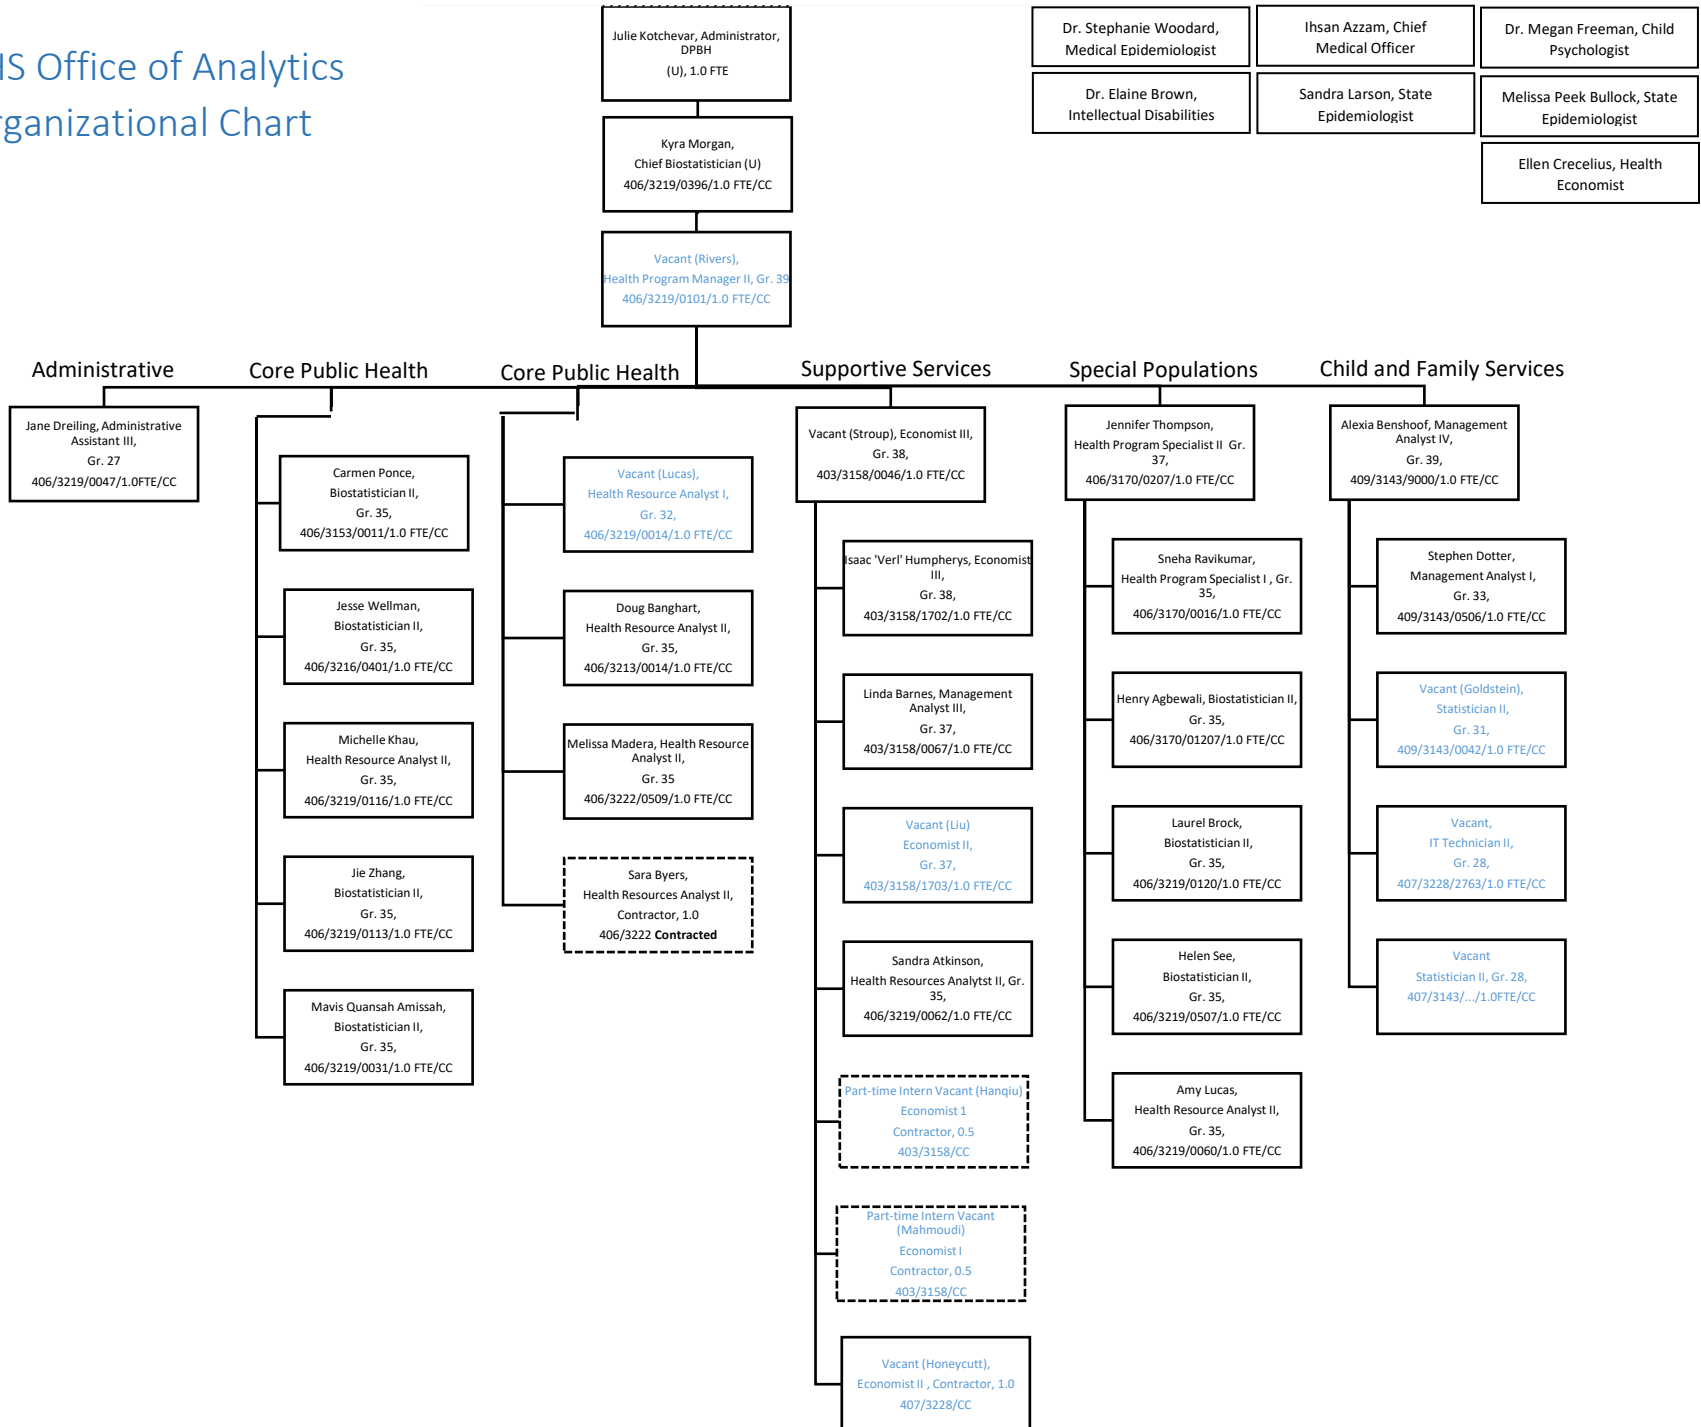 HS Office of Analytics
rganizational Chart
Julie Kotchevar, Administrator,
DPBH
(U), 1.0 FTE
Kyra Morgan,
Chief Biostatistician (U)
406/3219/0396/1.0 FTE/CC
Vacant (Rivers),
Health Program Manager II, Gr. 39
406/3219/0101/1.0 FTE/CC
Dr. Stephanie Woodard,
Medical Epidemiologist
Ihsan Azzam, Chief
Medical Officer
Dr. Megan Freeman, Child
Psychologist
Dr. Elaine Brown,
Intellectual Disabilities
Sandra Larson, State
Epidemiologist
Melissa Peek Bullock, State
Epidemiologist
Ellen Crecelius, Health
Economist
Administrative
Jane Dreiling, Administrative
Assistant III,
Gr. 27
406/3219/0047/1.0FTE/CC
Core Public Health
Carmen Ponce,
Biostatistician II,
Gr. 35,
406/3153/0011/1.0 FTE/CC
Jesse Wellman,
Biostatistician II,
Gr. 35,
406/3216/0401/1.0 FTE/CC
Michelle Khau,
Health Resource Analyst II,
Gr. 35,
406/3219/0116/1.0 FTE/CC
Jie Zhang,
Biostatistician II,
Gr. 35,
406/3219/0113/1.0 FTE/CC
Mavis Quansah Amissah,
Biostatistician II,
Gr. 35,
406/3219/0031/1.0 FTE/CC
Core Public Health
Vacant (Lucas),
Health Resource Analyst I,
Gr. 32,
406/3219/0014/1.0 FTE/CC
Doug Banghart,
Health Resource Analyst II,
Gr. 35,
406/3213/0014/1.0 FTE/CC
Melissa Madera, Health Resource
Analyst II,
Gr. 35
406/3222/0509/1.0 FTE/CC
Sara Byers,
Health Resources Analyst II,
Contractor, 1.0
406/3222 Contracted
Supportive Services
Vacant (Stroup), Economist III,
Gr. 38,
403/3158/0046/1.0 FTE/CC
Isaac 'Verl' Humpherys, Economist
III,
Gr. 38,
403/3158/1702/1.0 FTE/CC
Linda Barnes, Management
Analyst III,
Gr. 37,
403/3158/0067/1.0 FTE/CC
Vacant (Liu)
Economist II,
Gr. 37,
403/3158/1703/1.0 FTE/CC
Sandra Atkinson,
Health Resources Analytst II, Gr.
35,
406/3219/0062/1.0 FTE/CC
Part-time Intern Vacant (Hanqiu)
Economist 1
Contractor, 0.5
403/3158/CC
Part-time Intern Vacant
(Mahmoudi)
Economist I
Contractor, 0.5
403/3158/CC
Vacant (Honeycutt),
Economist II , Contractor, 1.0
407/3228/CC
Special Populations
Jennifer Thompson,
Health Program Specialist II Gr.
37,
406/3170/0207/1.0 FTE/CC
Sneha Ravikumar,
Health Program Specialist I , Gr.
35,
406/3170/0016/1.0 FTE/CC
Henry Agbewali, Biostatistician II,
Gr. 35,
406/3170/01207/1.0 FTE/CC
Laurel Brock,
Biostatistician II,
Gr. 35,
406/3219/0120/1.0 FTE/CC
Helen See,
Biostatistician II,
Gr. 35,
406/3219/0507/1.0 FTE/CC
Amy Lucas,
Health Resource Analyst II,
Gr. 35,
406/3219/0060/1.0 FTE/CC
Child and Family Services
Alexia Benshoof, Management
Analyst IV,
Gr. 39,
409/3143/9000/1.0 FTE/CC
Stephen Dotter,
Management Analyst I,
Gr. 33,
409/3143/0506/1.0 FTE/CC
Vacant (Goldstein),
Statistician II,
Gr. 31,
409/3143/0042/1.0 FTE/CC
Vacant,
IT Technician II,
Gr. 28,
407/3228/2763/1.0 FTE/CC
Vacant
Statistician II, Gr. 28,
407/3143/.../1.0FTE/CC